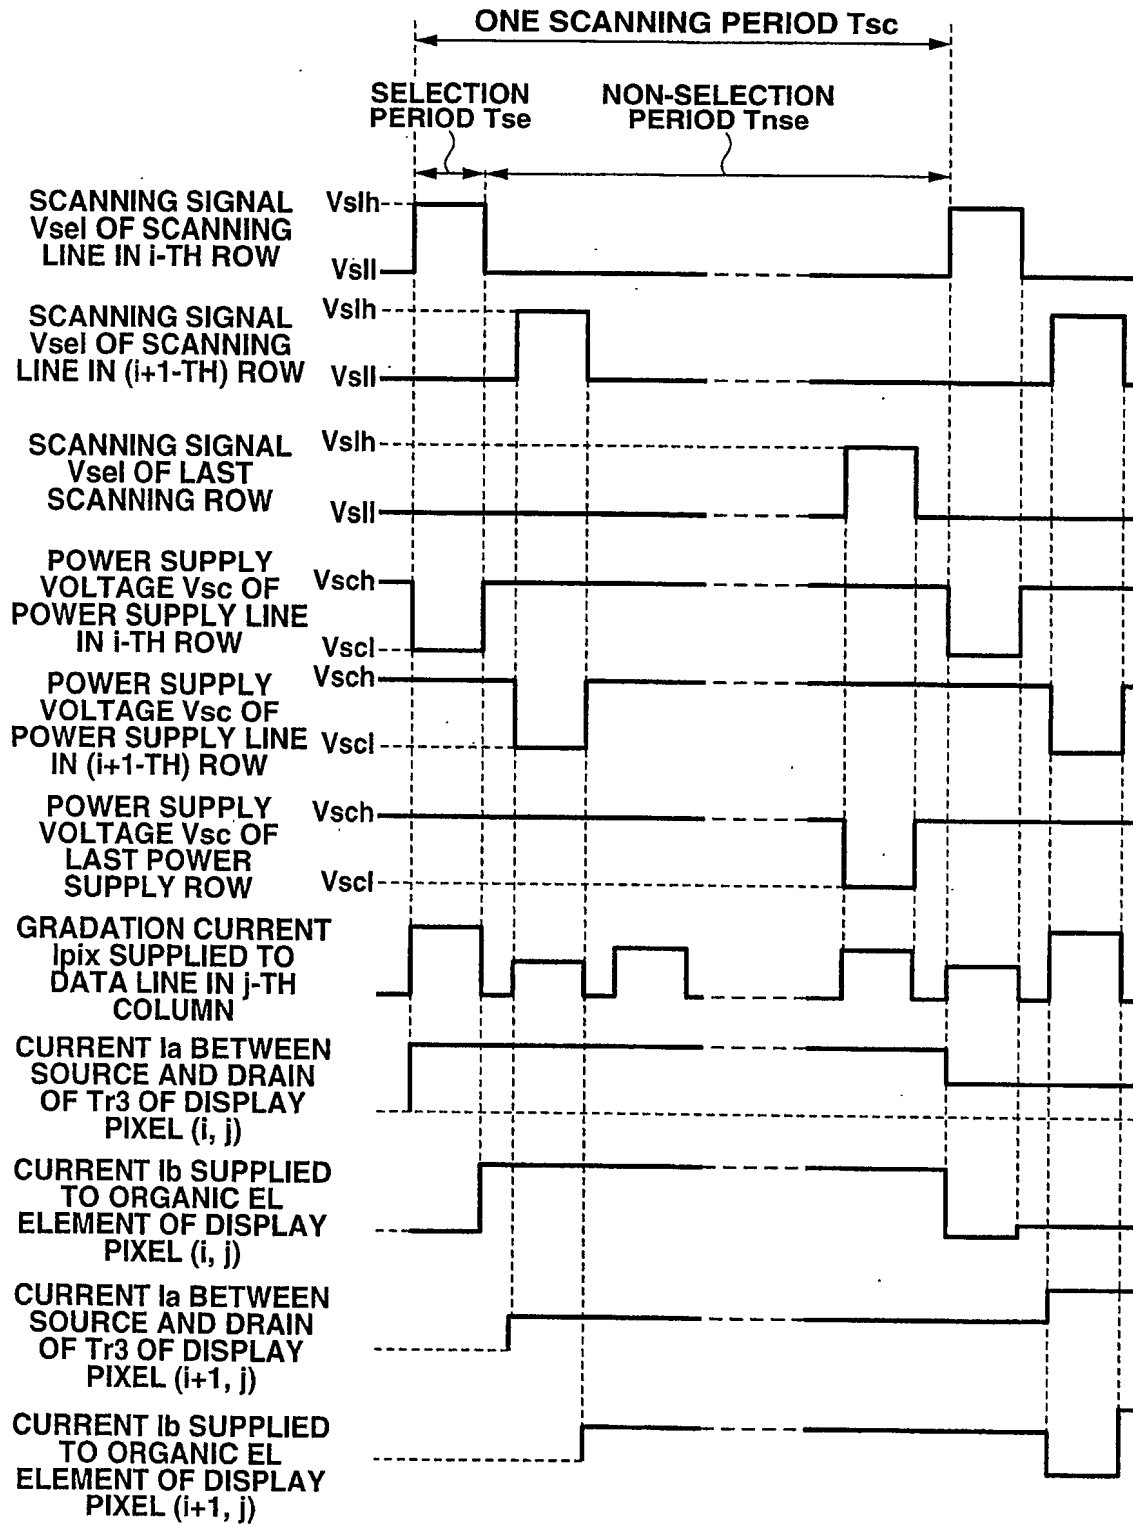 ONE SCANNING PERIOD Tsc
SELECTION
PERIOD Tse
NON-SELECTION
PERIOD Tnse
SCANNING SIGNAL
Vsel OF SCANNING
LINE IN i-TH ROW
Vslh
Vsll
SCANNING SIGNAL
Vsel OF SCANNING
LINE IN (i+1-TH) ROW
Vslh
Vsll
SCANNING SIGNAL
Vsel OF LAST
SCANNING ROW
Vslh
Vsll
POWER SUPPLY
VOLTAGE Vsc OF
POWER SUPPLY LINE
IN i-TH ROW
Vsch
Vscl
POWER SUPPLY
VOLTAGE Vsc OF
POWER SUPPLY LINE
IN (i+1-TH) ROW
Vsch
Vscl
POWER SUPPLY
VOLTAGE Vsc OF
LAST POWER
SUPPLY ROW
Vsch
Vscl
GRADATION CURRENT
Ipix SUPPLIED TO
DATA LINE IN j-TH
COLUMN
CURRENT Ia BETWEEN
SOURCE AND DRAIN
OF Tr3 OF DISPLAY
PIXEL (i, j)
CURRENT Ib SUPPLIED
TO ORGANIC EL
ELEMENT OF DISPLAY
PIXEL (i, j)
CURRENT Ia BETWEEN
SOURCE AND DRAIN
OF Tr3 OF DISPLAY
PIXEL (i+1, j)
CURRENT Ib SUPPLIED
TO ORGANIC EL
ELEMENT OF DISPLAY
PIXEL (i+1, j)